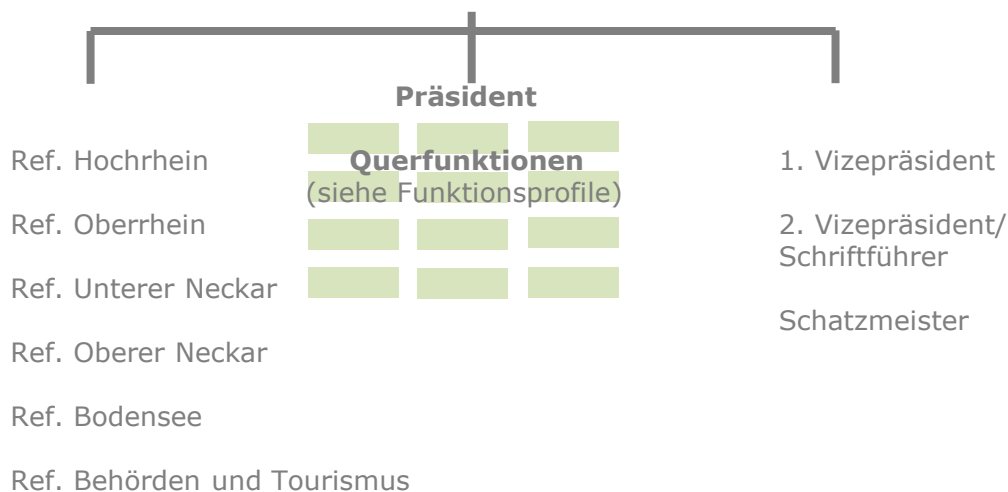 Präsident
Querfunktionen
(siehe Funktionsprofile)
Ref. Hochrhein
Ref. Oberrhein
Ref. Unterer Neckar
Ref. Oberer Neckar
Ref. Bodensee
Ref. Behörden und Tourismus
1. Vizepräsident
2. Vizepräsident/
Schriftführer
Schatzmeister